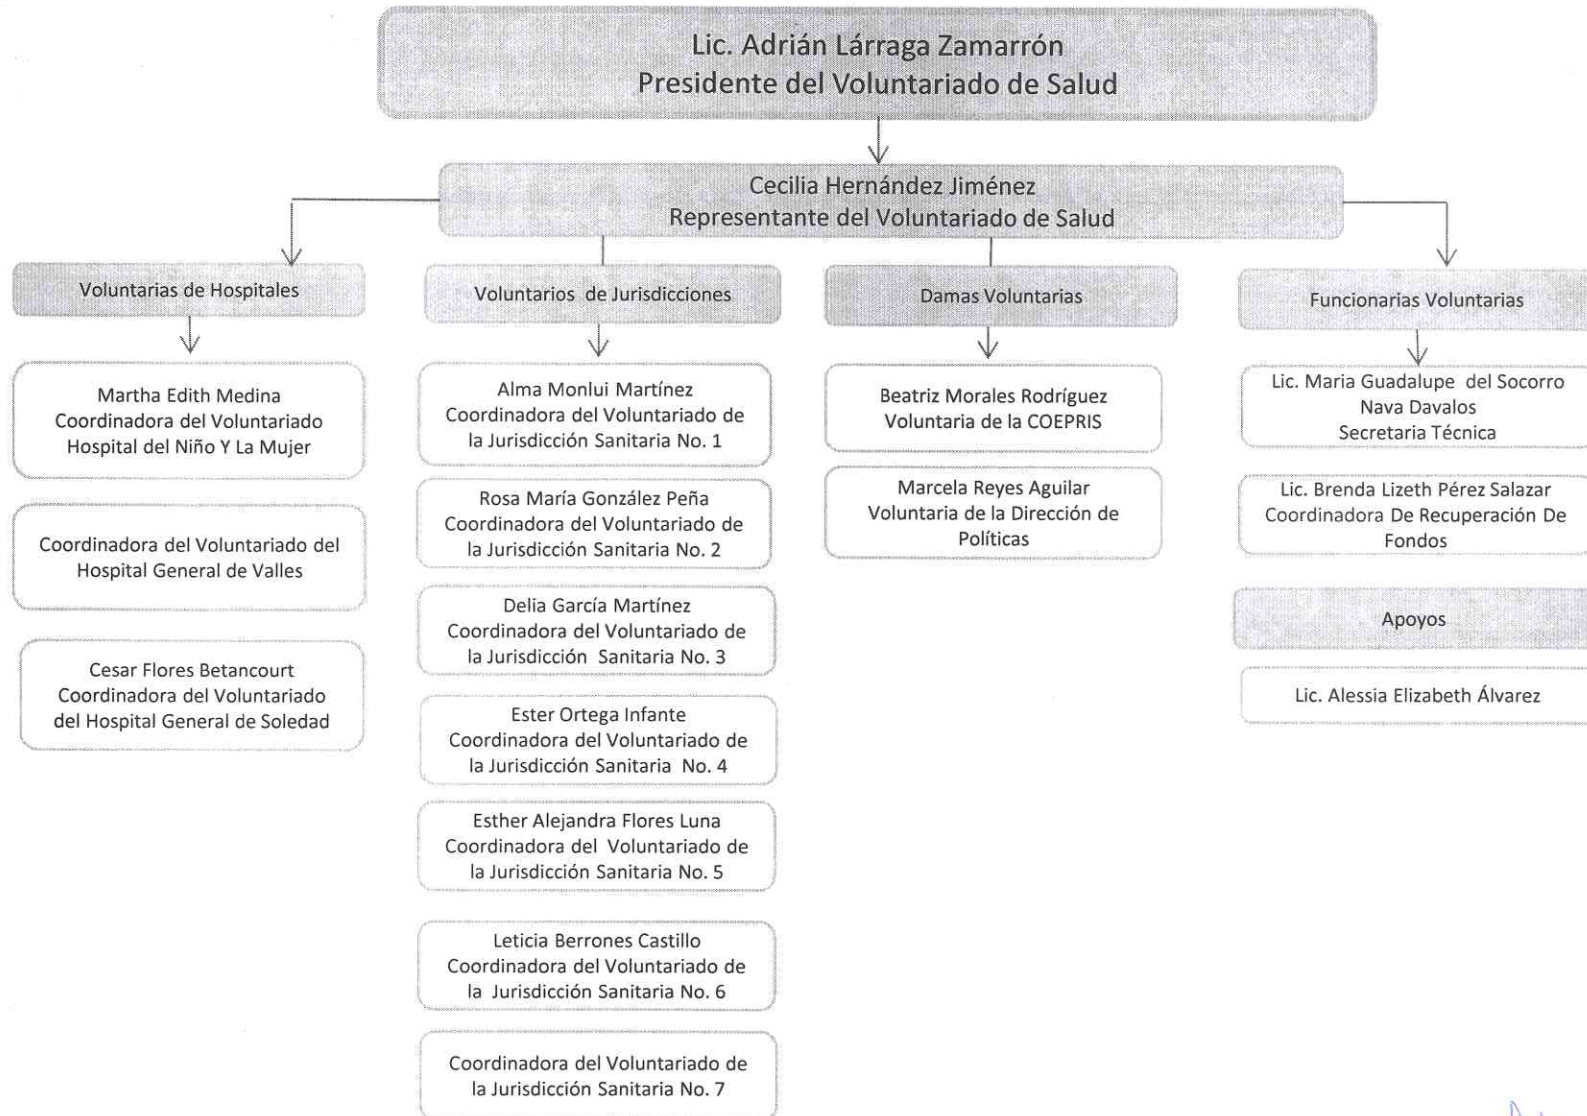 Lic. Adrián Lárraga Zamarrón
Presidente del Voluntariado de Salud
Cecilia Hernández Jiménez
Representante del Voluntariado de Salud
Voluntarias de Hospitales
Martha Edith Medina
Coordinadora del Voluntariado
Hospital del Niño Y La Mujer
Coordinadora del Voluntariado del
Hospital General de Valles
Cesar Flores Betancourt
Coordinadora del Voluntariado
del Hospital General de Soledad
Voluntarios de Jurisdicciones
Alma Monlui Martínez
Coordinadora del Voluntariado de
la Jurisdicción Sanitaria No. 1
Rosa María González Peña
Coordinadora del Voluntariado de
la Jurisdicción Sanitaria No. 2
Delia García Martínez
Coordinadora del Voluntariado de
la Jurisdicción Sanitaria No. 3
Ester Ortega Infante
Coordinadora del Voluntariado de
la Jurisdicción Sanitaria No. 4
Esther Alejandra Flores Luna
Coordinadora del Voluntariado de
la Jurisdicción Sanitaria No. 5
Leticia Berrones Castillo
Coordinadora del Voluntariado de
la Jurisdicción Sanitaria No. 6
Coordinadora del Voluntariado de
la Jurisdicción Sanitaria No. 7
Damas Voluntarias
Beatriz Morales Rodríguez
Voluntaria de la COEPRIS
Marcela Reyes Aguilar
Voluntaria de la Dirección de
Políticas
Funcionarias Voluntarias
Lic. Maria Guadalupe del Socorro
Nava Davalos
Secretaria Técnica
Lic. Brenda Lizeth Pérez Salazar
Coordinadora De Recuperación De
Fondos
Apoyos
Lic. Alessia Elizabeth Álvarez